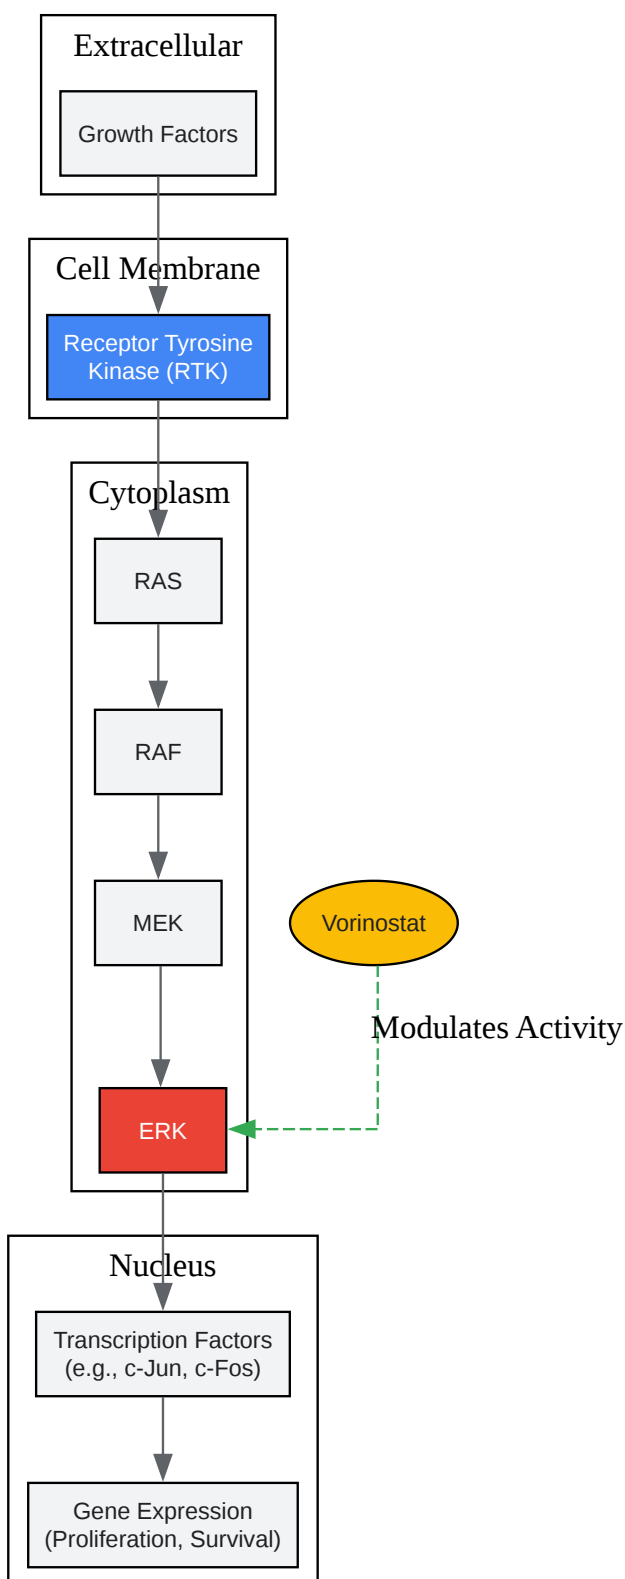 Extracellular
Growth Factors
Cell Membrane
Receptor Tyrosine
Kinase (RTK)
Cytoplasm
RAS
RAF
MEK
Vorinostat
Modulates Activity
ERK
Nucleus
Transcription Factors
(e.g., c-Jun, c-Fos)
Gene Expression
(Proliferation, Survival)